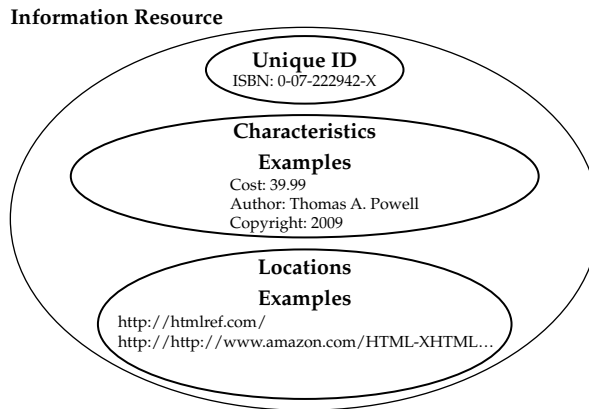 Information Resource
Unique ID
ISBN: 0-07-222942-X
Characteristics
Examples
Cost: 39.99
Author: Thomas A. Powell
Copyright: 2009
Locations
Examples
http://htmlref.com/
http://http://www.amazon.com/HTML-XHTML…